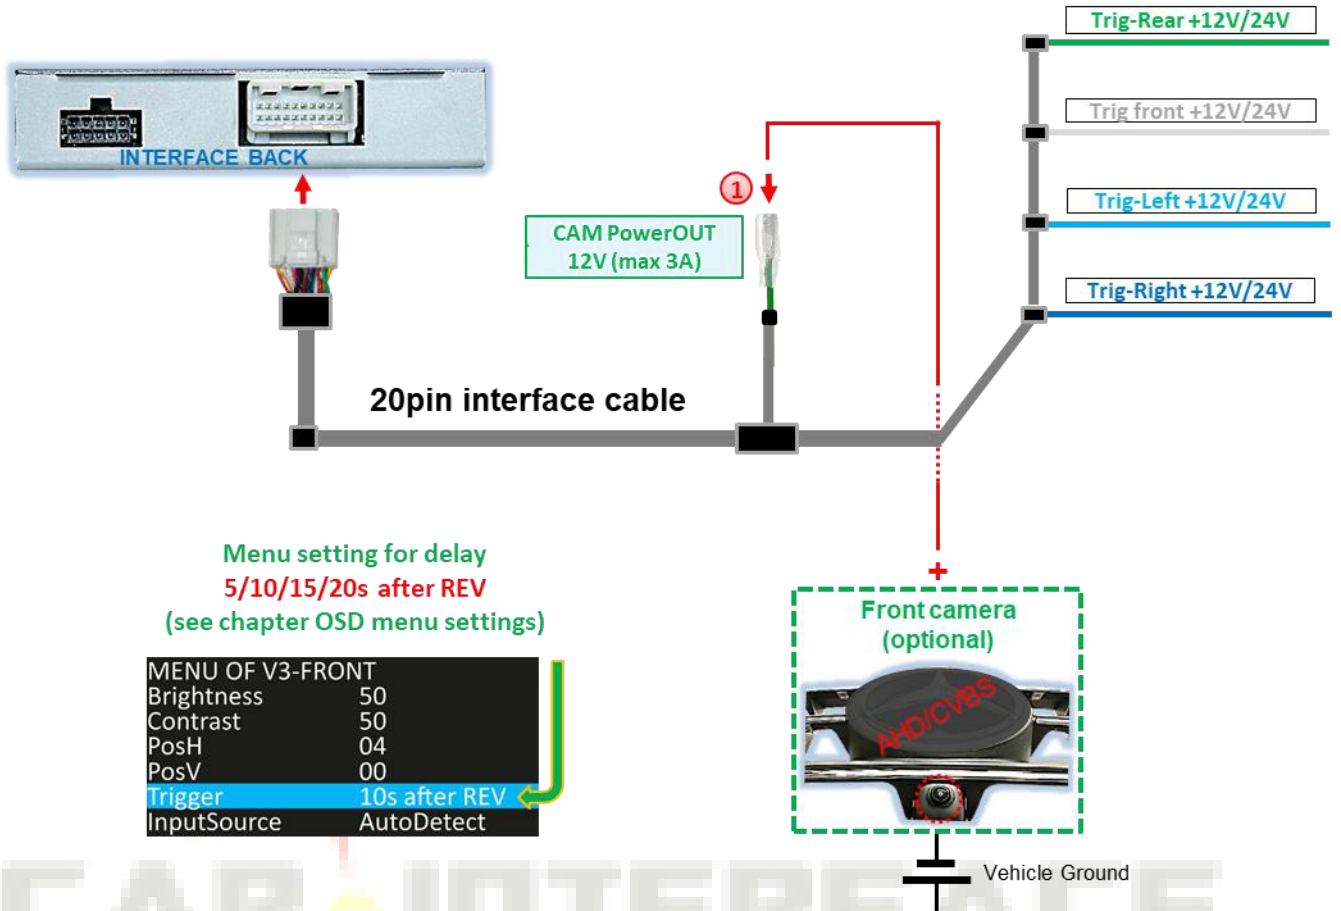 Trig-Rear +12V/24V
Trig front +12V/24V
INTERFACE BACK
1
Trig-Left +12V/24V
CAM PowerOUT
12V (max 3A)
Trig-Right +12V/24V
20pin interface cable
Menu setting for delay
5/10/15/20s after REV
(see chapter OSD menu settings)
+
Front camera
(optional)
AHD/CVBS
MENU OF V3-FRONT
Brightness 50
Contrast 50
PosH 04
PosV 00
Trigger 10s after REV
InputSource AutoDetect
Vehicle Ground